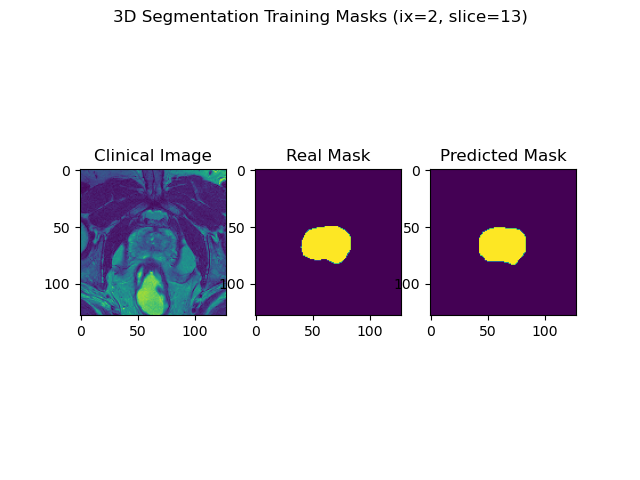 3D Segmentation Training Masks (ix=2, slice=13)
Clinical Image Real Mask Predicted Mask
0 0 0
50 50 50
100 100 100
0 50 100 0 50 100 0 50 100